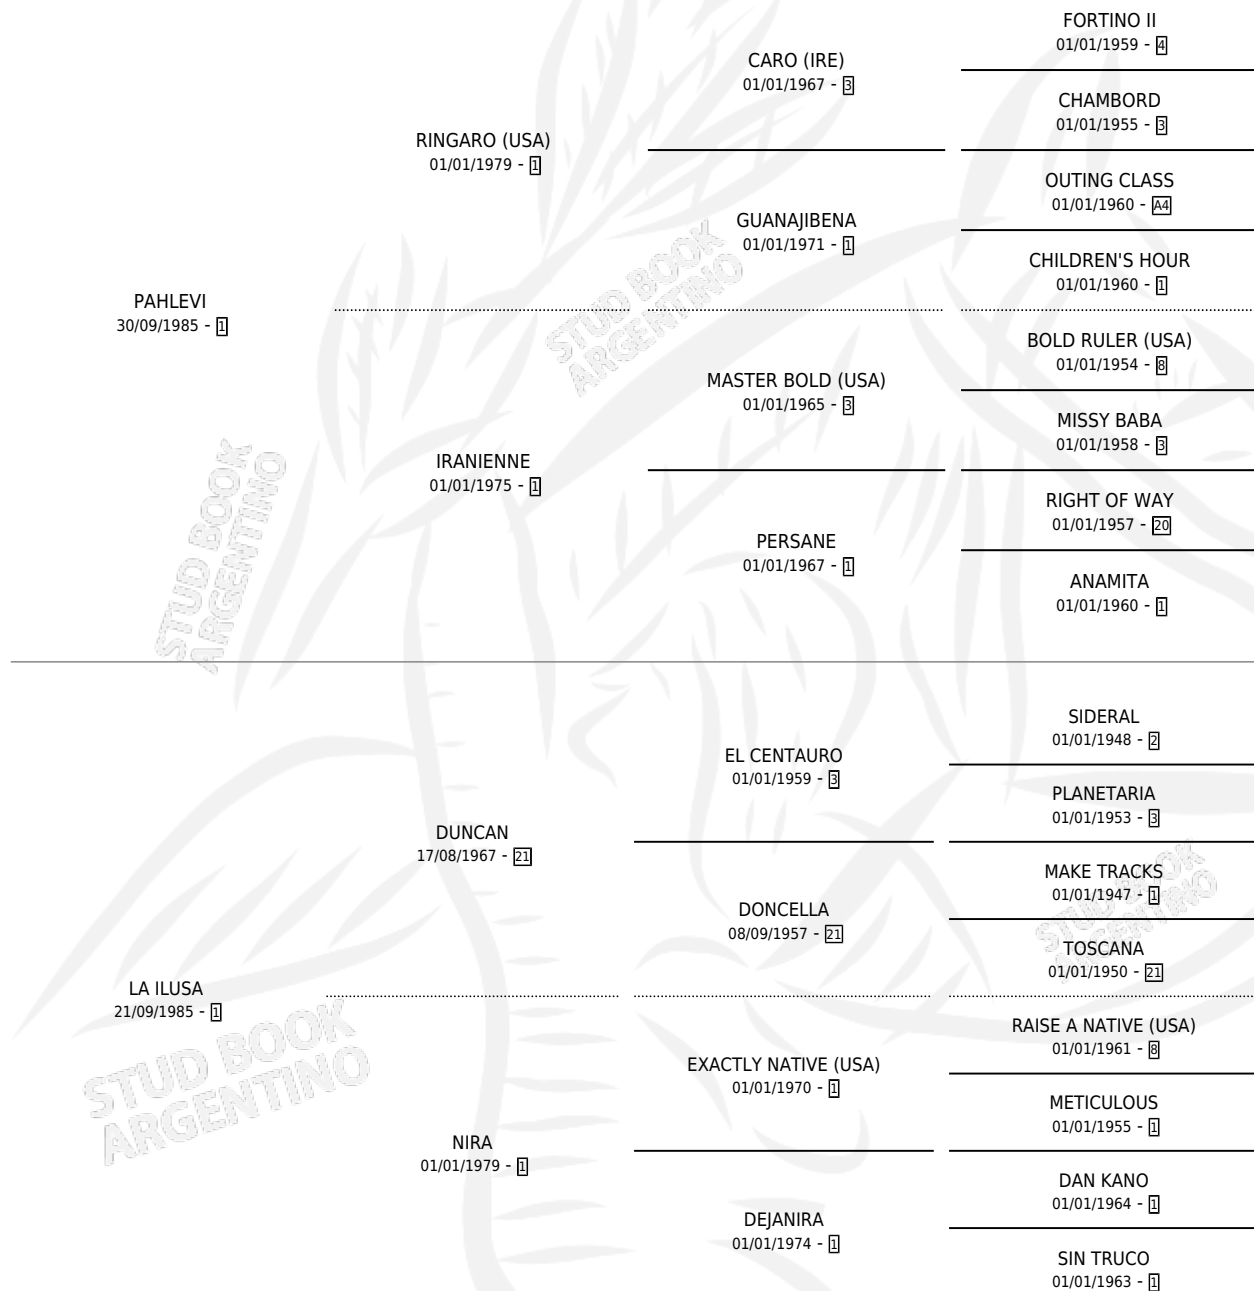 FORTINO II
01/01/1959 - 4
CARO (IRE)
01/01/1967 - 3
CHAMBORD
01/01/1955 - 3
RINGARO (USA)
01/01/1979 - 1
OUTING CLASS
01/01/1960 - A4
GUANAJIBENA
01/01/1971 - 1
CHILDREN'S HOUR
01/01/1960 - 1
PAHLEVI
30/09/1985 - 1
BOLD RULER (USA)
01/01/1954 - 8
MASTER BOLD (USA)
01/01/1965 - 3
MISSY BABA
01/01/1958 - 3
IRANIENNE
01/01/1975 - 1
RIGHT OF WAY
01/01/1957 - 20
PERSANE
01/01/1967 - 1
ANAMITA
01/01/1960 - 1
SIDERAL
01/01/1948 - 2
EL CENTAURO
01/01/1959 - 3
PLANETARIA
01/01/1953 - 3
DUNCAN
17/08/1967 - 21
MAKE TRACKS
01/01/1947 - 1
DONCELLA
08/09/1957 - 21
TOSCANA
01/01/1950 - 21
LA ILUSA
21/09/1985 - 1
RAISE A NATIVE (USA)
01/01/1961 - 8
EXACTLY NATIVE (USA)
01/01/1970 - 1
METICULOUS
01/01/1955 - 1
NIRA
01/01/1979 - 1
DAN KANO
01/01/1964 - 1
DEJANIRA
01/01/1974 - 1
SIN TRUCO
01/01/1963 - 1
STUD BOOK
ARGENTINO
STUD BOOK
ARGENTINO
STUD BOOK
ARGENTINO
STUD BOOK
ARGENTINO